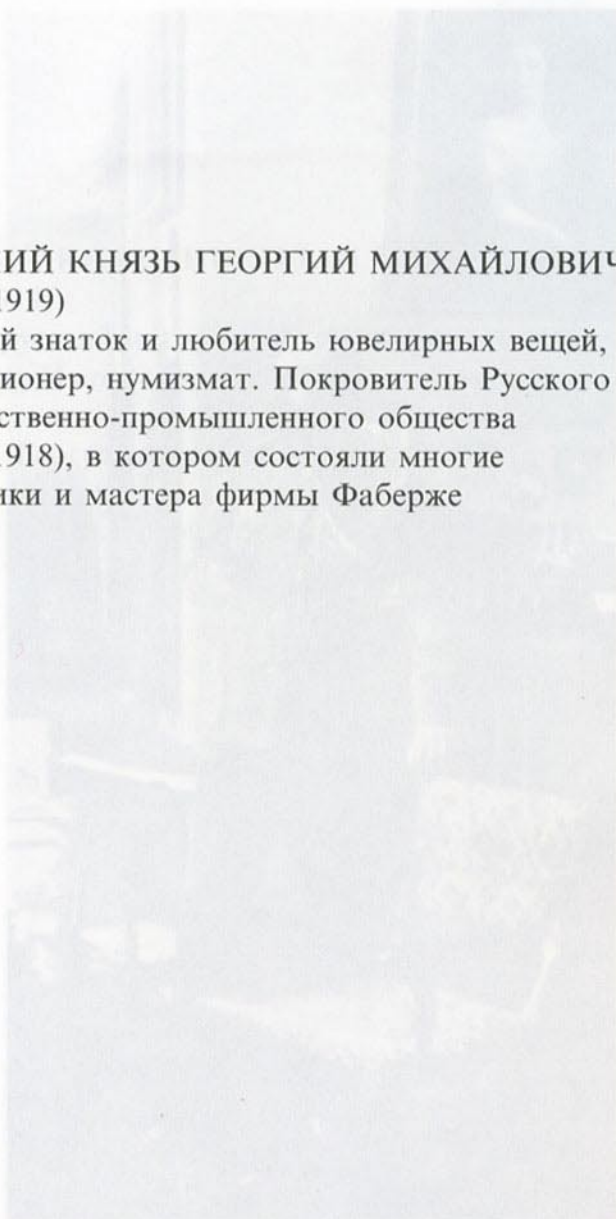 ИЙ КНЯЗЬ ГЕОРГИЙ МИХАЙЛОВИЧ
919)
й знаток и любитель ювелирных вещей,
ионер, нумизмат. Покровитель Русского
ственно-промышленного общества
918), в котором состояли многие
ики и мастера фирмы Фаберже